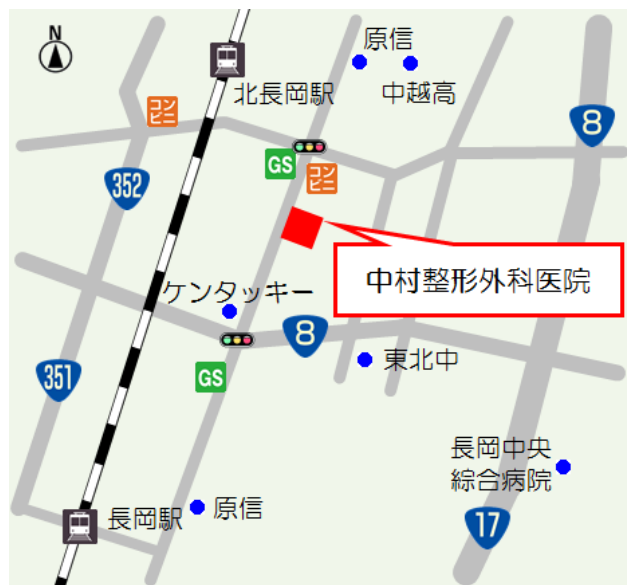 N
原信
北長岡駅
中越高
コン
ビニ
8
GS
コン
ビニ
352
中村整形外科医院
ケンタッキー
8
351
GS
東北中
長岡中央
綜合病院
長岡駅
原信
17